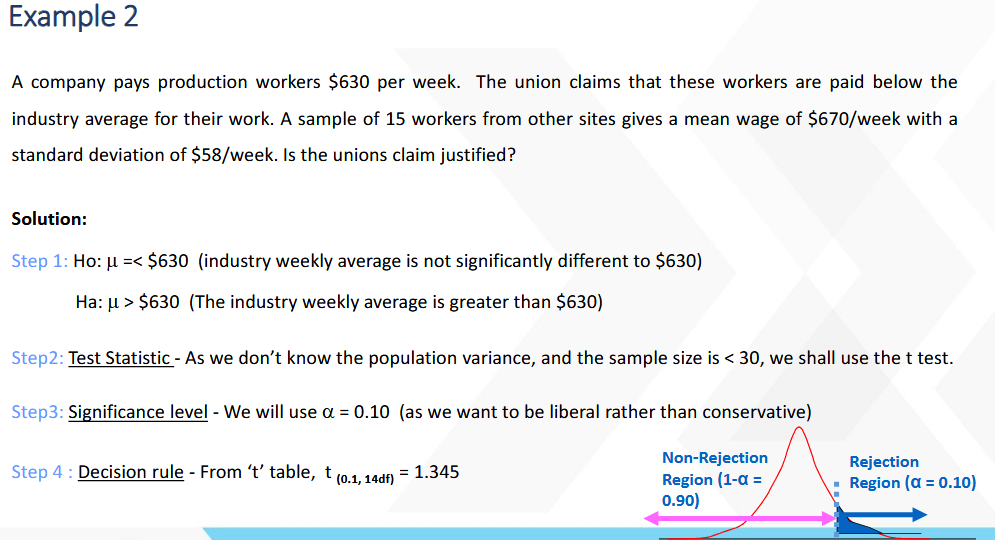 Example 2
A company pays production workers $630 per week. The union claims that these workers are paid below the
industry average for their work. A sample of 15 workers from other sites gives a mean wage of $670/week with a
standard deviation of $58/week. Is the unions claim justified?
Solution:
Step 1: Ho: µ =< $630 (industry weekly average is not significantly different to $630)
Ha: µ > $630 (The industry weekly average is greater than $630)
Step2: Test Statistic - As we don’t know the population variance, and the sample size is < 30, we shall use the t test.
Step3: Significance level - We will use α = 0.10 (as we want to be liberal rather than conservative)
Step 4 : Decision rule - From ‘t’ table, t (0.1, 14df) = 1.345
Non-Rejection
Region (1-α =
0.90)
Rejection
Region (α = 0.10)